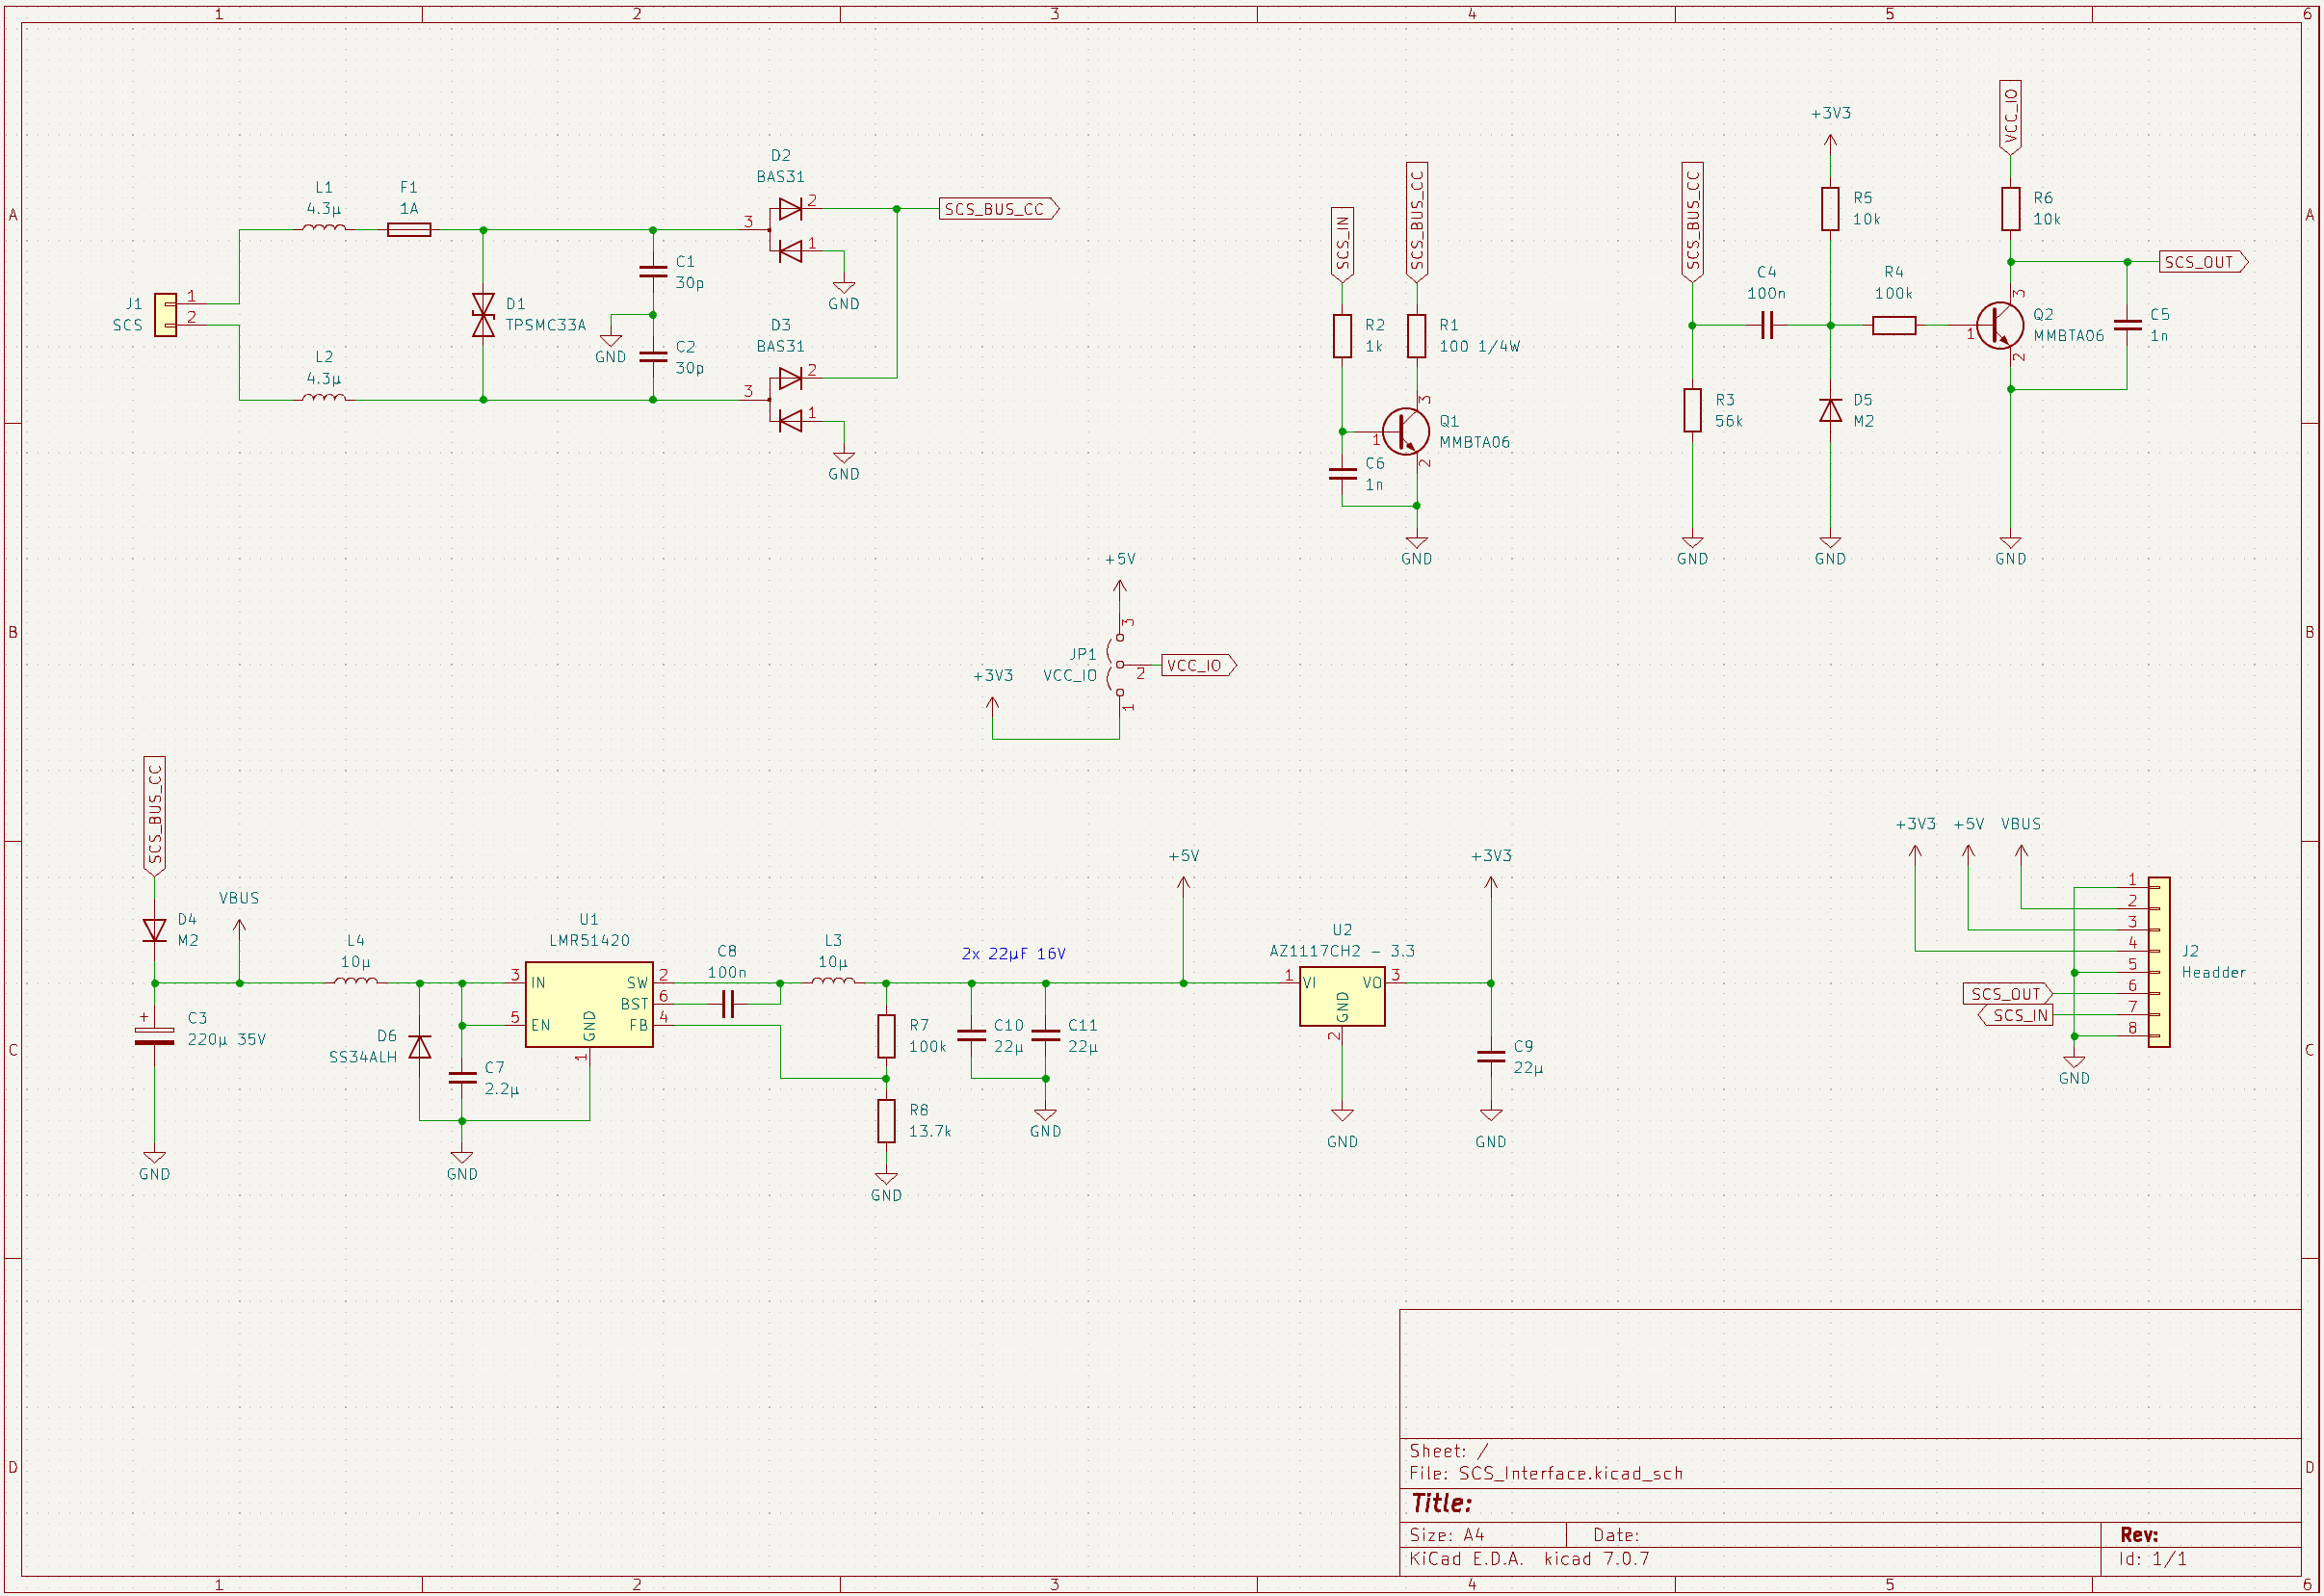 1 2 3 4 5 6
A A
B B
C C
D D
1 2 3 4 5 6
J1
SCS
1
2
L1
4.3µ
F1
1A
L2
4.3µ
D1
TPSMC33A
C1
30p
GND
C2
30p
D2
BAS31
3
2
1
GND
SCS_BUS_CC
D3
BAS31
3
2
1
GND
SCS_IN
SCS_BUS_CC
R2
1k
R1
100 1/4W
3
1
2
Q1
MMBTA06
C6
1n
GND
SCS_BUS_CC
R3
56k
GND
C4
100n
+3V3
R5
10k
R4
100k
D5
M2
GND
VCC_IO
R6
10k
SCS_OUT
3
1
2
Q2
MMBTA06
C5
1n
GND
+5V
3
JP1
VCC_IO
2
VCC_IO
1
+3V3
SCS_BUS_CC
D4
M2
VBUS
C3
+
220µ 35V
GND
L4
10µ
D6
SS34ALH
C7
2.2µ
GND
U1
LMR51420
3 IN
5 EN
GND
1
SW 2
BST 6
FB 4
C8
100n
L3
10µ
R7
100k
R8
13.7k
GND
2x 22µF 16V
C10
22µ
C11
22µ
GND
+5V
U2
AZ1117CH2 - 3.3
1 VI
VO 3
GND
2
GND
+3V3
C9
22µ
GND
+3V3 +5V VBUS
1
2
3
4
5
6
7
8
J2
Headder
SCS_OUT
SCS_IN
GND
Sheet: /
File: SCS_Interface.kicad_sch
Title:
Size: A4 Date: Rev:
KiCad E.D.A. kicad 7.0.7 Id: 1/1